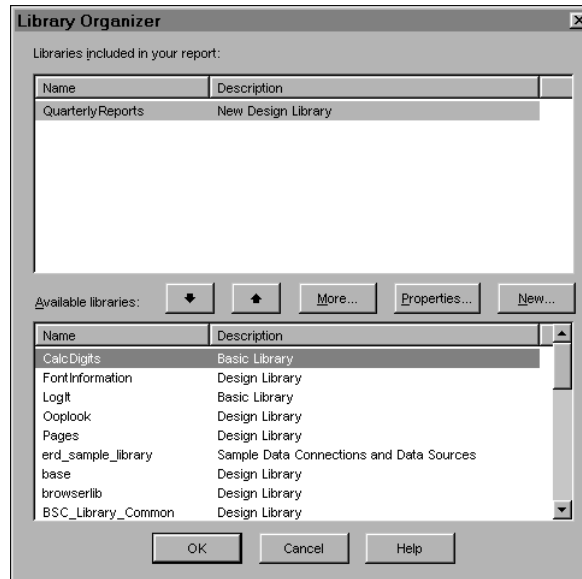 Library Organizer
Libraries included in your report:
Name Description
QuarterlyReports New Design Library
Available libraries: More... Properties... New...
Name Description
CalcDigits Basic Library
FontInformation Design Library
LogIt Basic Library
Ooplook Design Library
Pages Design Library
erd_sample_library Sample Data Connections and Data Sources
base Design Library
browserlib Design Library
BSC_Library_Common Design Library
OK Cancel Help